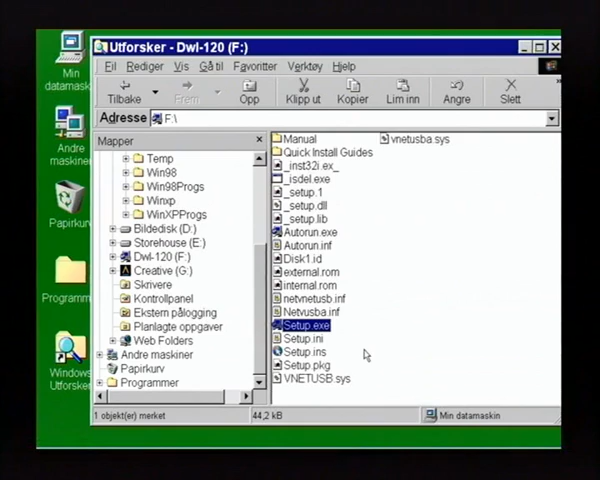 Min
datamaskin
Andre
maskiner
Papirkurv
Programmer
Windows
Utforsker
Utforsker - Dwl-120 (F:)
Fil Rediger Vis Gå til Favoritter Verktøy Hjelp
Tilbake Frem Opp Klipp ut Kopier Lim inn Angre Slett
Adresse F:\
Mapper
Temp
Win98
Win98Progs
Winxp
WinXPProgs
Bildedisk (D:)
Storehouse (E:)
Dwl-120 (F:)
Creative (G:)
Skrivere
Kontrollpanel
Ekstern pålogging
Planlagte oppgaver
Web Folders
Andre maskiner
Papirkurv
Programmer
Manual
Quick Install Guides
_inst32i.ex_
_isdel.exe
_setup.1
_setup.dll
_setup.lib
Autorun.exe
Autorun.inf
Disk1.id
external.rom
internal.rom
netvnetusb.inf
Netvusba.inf
Setup.exe
Setup.ini
Setup.ins
Setup.pkg
VNETUSB.sys
vnetusba.sys
1 objekt(er) merket
44,2 kB
Min datamaskin